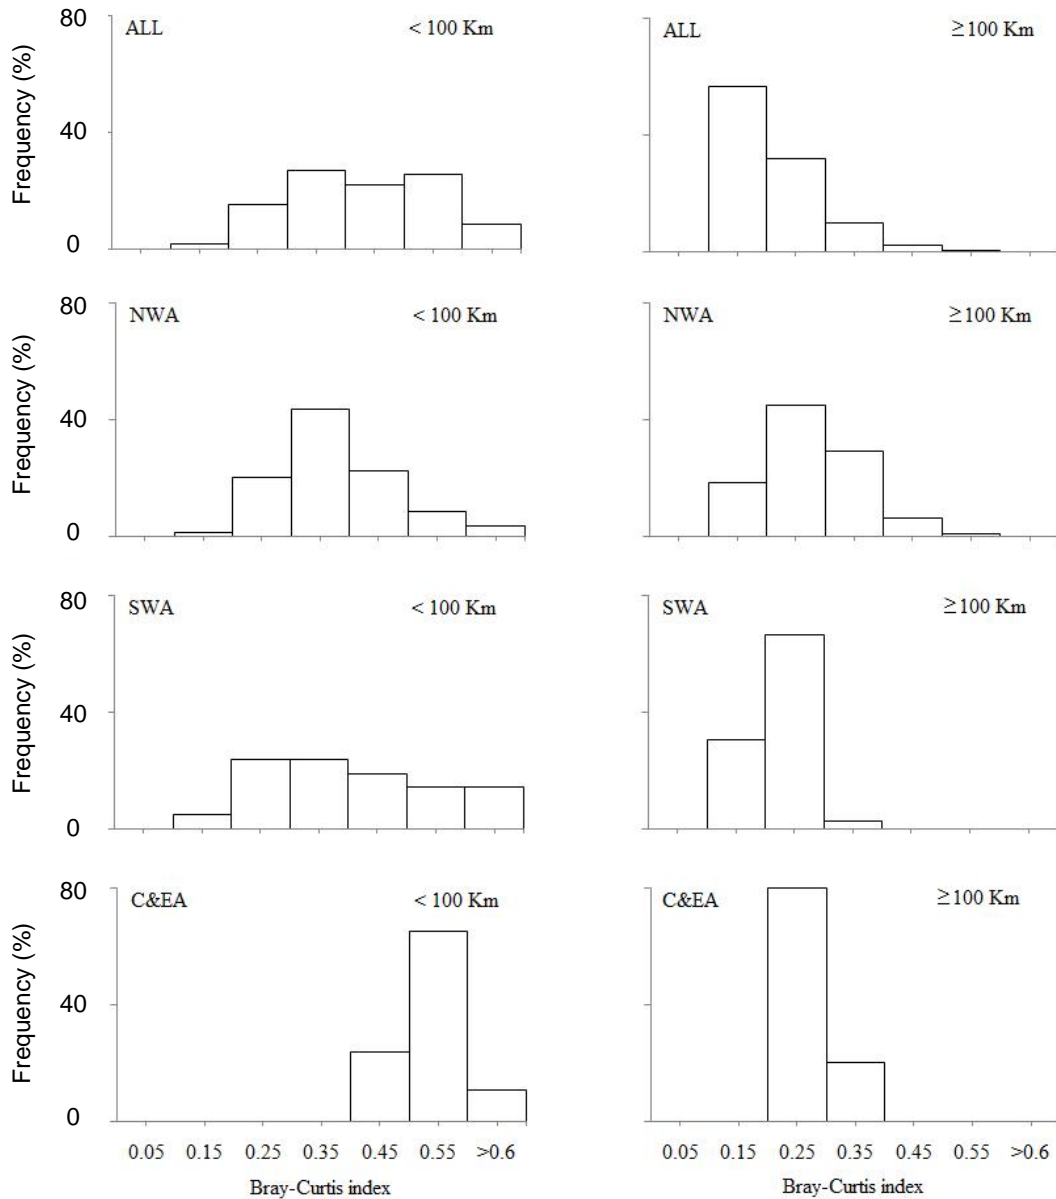 80
ALL
< 100 Km
40
0
Frequency (%)
ALL
≥100 Km
80
NWA
< 100 Km
40
0
Frequency (%)
NWA
≥100 Km
80
SWA
< 100 Km
40
0
Frequency (%)
SWA
≥100 Km
80
C&EA
< 100 Km
40
0
Frequency (%)
C&EA
≥100 Km
0.05 0.15 0.25 0.35 0.45 0.55 >0.6
Bray-Curtis index
0.05 0.15 0.25 0.35 0.45 0.55 >0.6
Bray-Curtis index